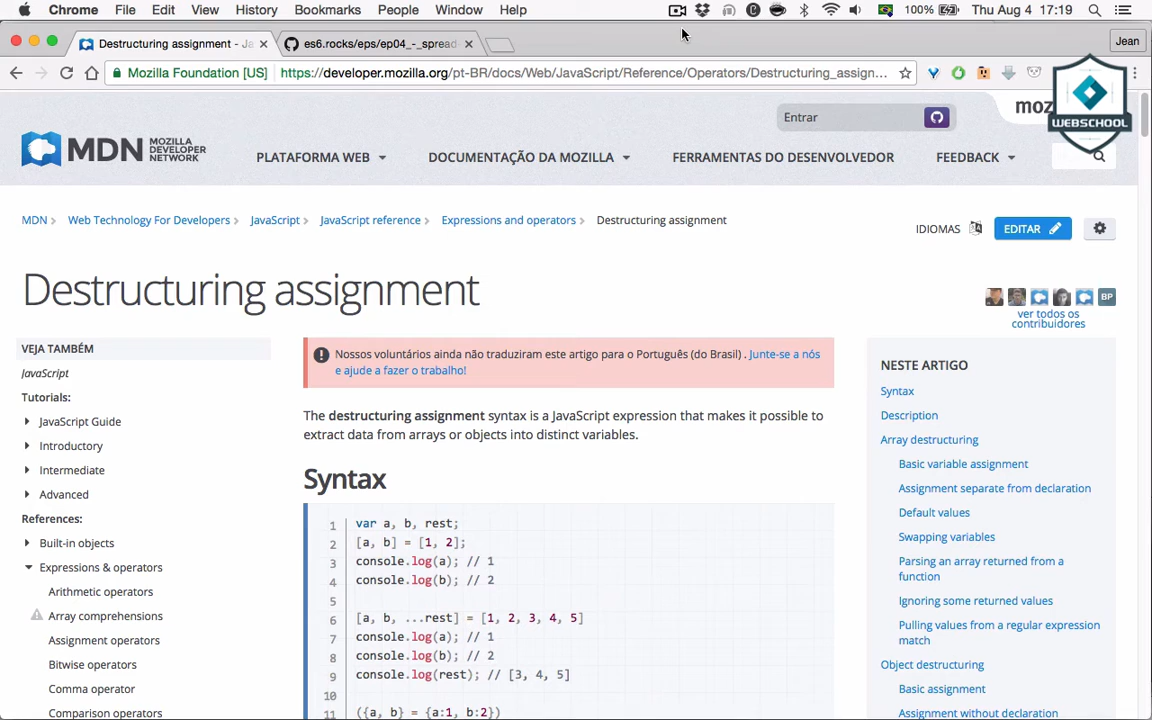 Chrome File Edit View History Bookmarks People Window Help 100% Thu Aug 4 17:19
Destructuring assignment - Ja
es6.rocks/eps/ep04_-_spread
Jean
Mozilla Foundation [US] https://developer.mozilla.org/pt-BR/docs/Web/JavaScript/Reference/Operators/Destructuring_assign...
WEBSCHOOL
Entrar
moz
MDN MOZILLA DEVELOPER NETWORK
PLATAFORMA WEB DOCUMENTAÇÃO DA MOZILLA FERRAMENTAS DO DESENVOLVEDOR FEEDBACK
MDN Web Technology For Developers JavaScript JavaScript reference Expressions and operators Destructuring assignment
IDIOMAS EDITAR
Destructuring assignment
BP
ver todos os
contribuidores
VEJA TAMBÉM
JavaScript
Tutorials:
JavaScript Guide
Introductory
Intermediate
Advanced
References:
Built-in objects
Expressions & operators
Arithmetic operators
Array comprehensions
Assignment operators
Bitwise operators
Comma operator
Comparison operators
Nossos voluntários ainda não traduziram este artigo para o Português (do Brasil) . Junte-se a nós
e ajude a fazer o trabalho!
The destructuring assignment syntax is a JavaScript expression that makes it possible to
extract data from arrays or objects into distinct variables.
Syntax
1 var a, b, rest;
2 [a, b] = [1, 2];
3 console.log(a); // 1
4 console.log(b); // 2
5
6 [a, b, ...rest] = [1, 2, 3, 4, 5]
7 console.log(a); // 1
8 console.log(b); // 2
9 console.log(rest); // [3, 4, 5]
10
11 ({a, b} = {a:1, b:2})
NESTE ARTIGO
Syntax
Description
Array destructuring
Basic variable assignment
Assignment separate from declaration
Default values
Swapping variables
Parsing an array returned from a
function
Ignoring some returned values
Pulling values from a regular expression
match
Object destructuring
Basic assignment
Assignment without declaration